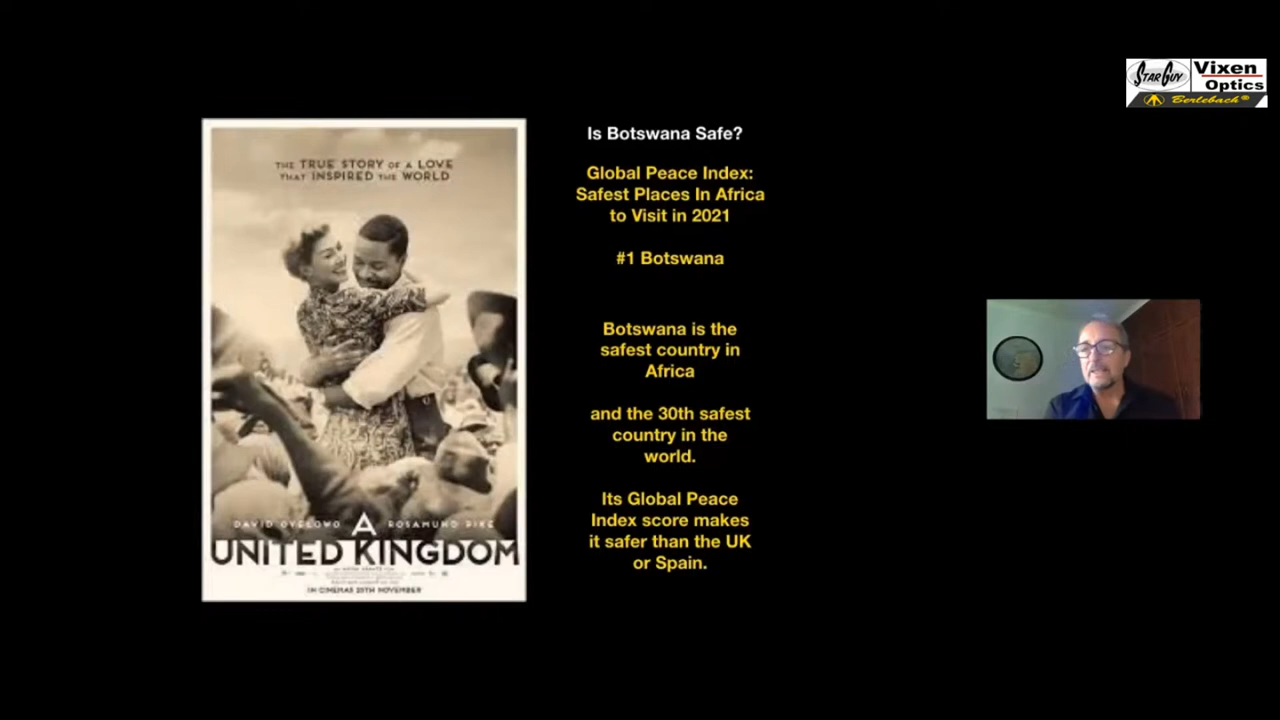 STAR GUY
Vixen
Optics
Berlebach®
THE TRUE STORY OF A LOVE
THAT INSPIRED THE WORLD
DAVID OYELOWO A ROSAMUND PIKE
UNITED KINGDOM
IN CINEMAS 25TH NOVEMBER
Is Botswana Safe?
Global Peace Index:
Safest Places In Africa
to Visit in 2021
#1 Botswana
Botswana is the
safest country in
Africa
and the 30th safest
country in the
world.
Its Global Peace
Index score makes
it safer than the UK
or Spain.